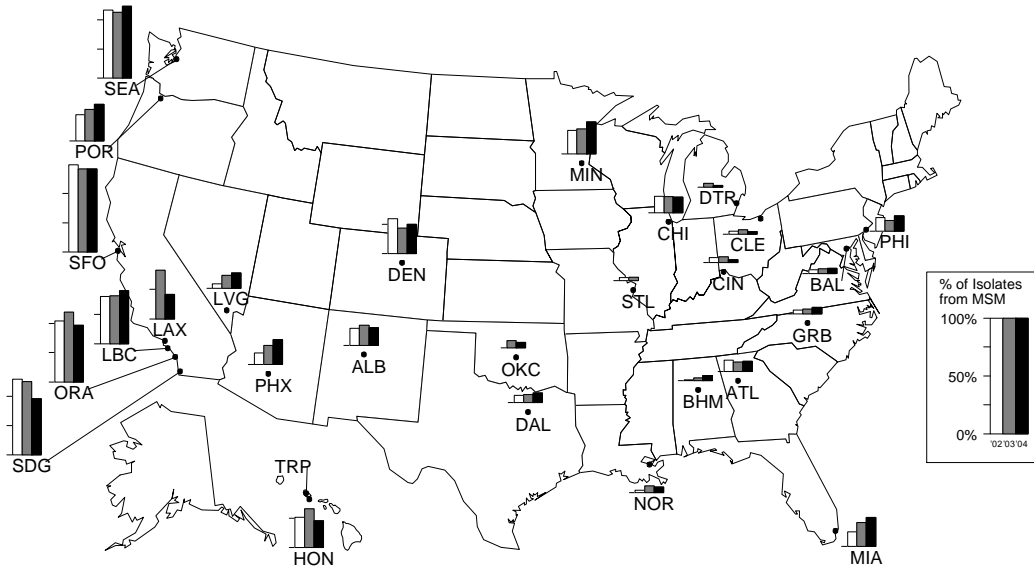 SEA
POR
MIN
DTR
SFO
CHI
CLE
PHI
DEN
LVG
STL
CIN
BAL
% of Isolates
from MSM
100%
50%
0%
'02'03'04
LAX
LBC
GRB
ORA
PHX
ALB
OKC
BHM
ATL
DAL
SDG
TRP
NOR
HON
MIA